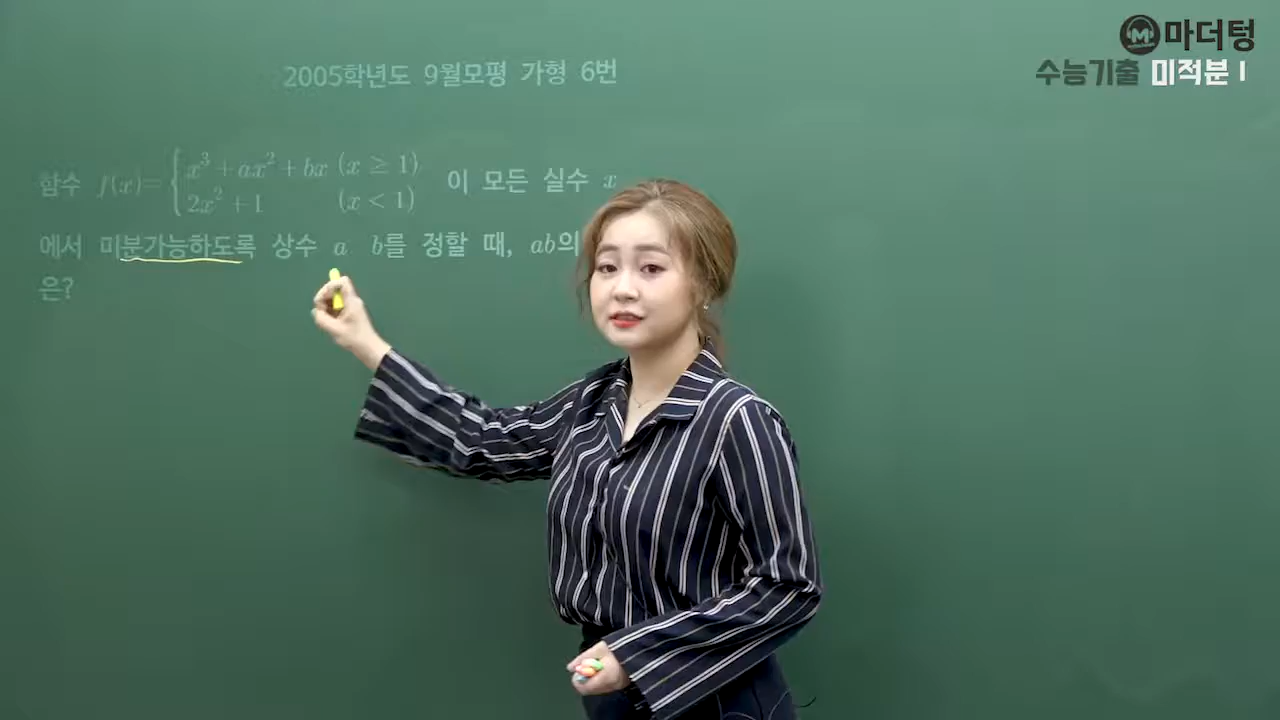 마더텅
수능기출 미적분 I
2005학년도 9월모평 가형 6번
함수 f(x)= { x³ + ax² + bx (x ≥ 1) 이 모든 실수 x
2x² + 1 (x < 1)
에서 미분가능하도록 상수 a b를 정할 때, ab의
은?